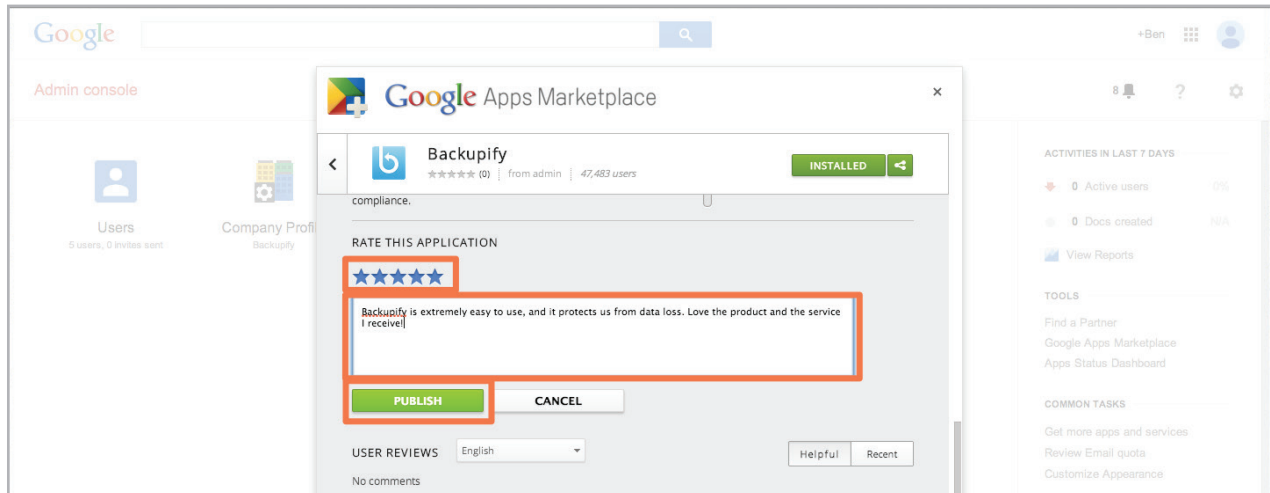 Google
+Ben
Admin console
Google Apps Marketplace
×
8
?
Backupify
(0) from admin 47,483 users
INSTALLED
compliance.
Users
5 users, 0 invites sent
Company Profi
Backupify
RATE THIS APPLICATION
Backupify is extremely easy to use, and it protects us from data loss. Love the product and the service
I receive!
PUBLISH
CANCEL
USER REVIEWS
English
Helpful
Recent
No comments
ACTIVITIES IN LAST 7 DAYS
0 Active users 0%
0 Docs created N/A
View Reports
TOOLS
Find a Partner
Google Apps Marketplace
Apps Status Dashboard
COMMON TASKS
Get more apps and services
Review Email quota
Customize Appearance